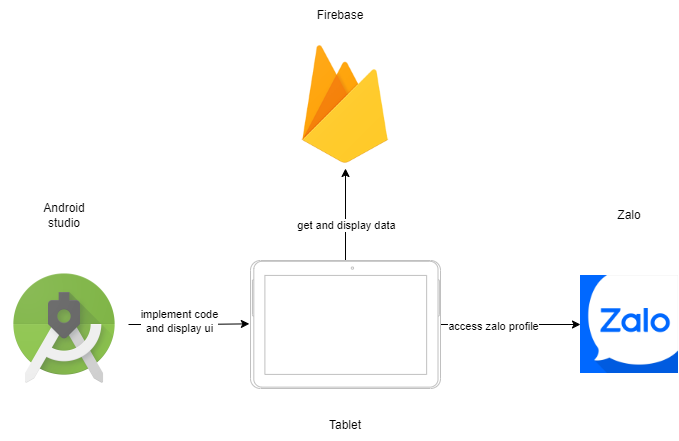 Firebase
get and display data
Android
studio
Zalo
implement code
and display ui
access zalo profile
Zalo
Tablet